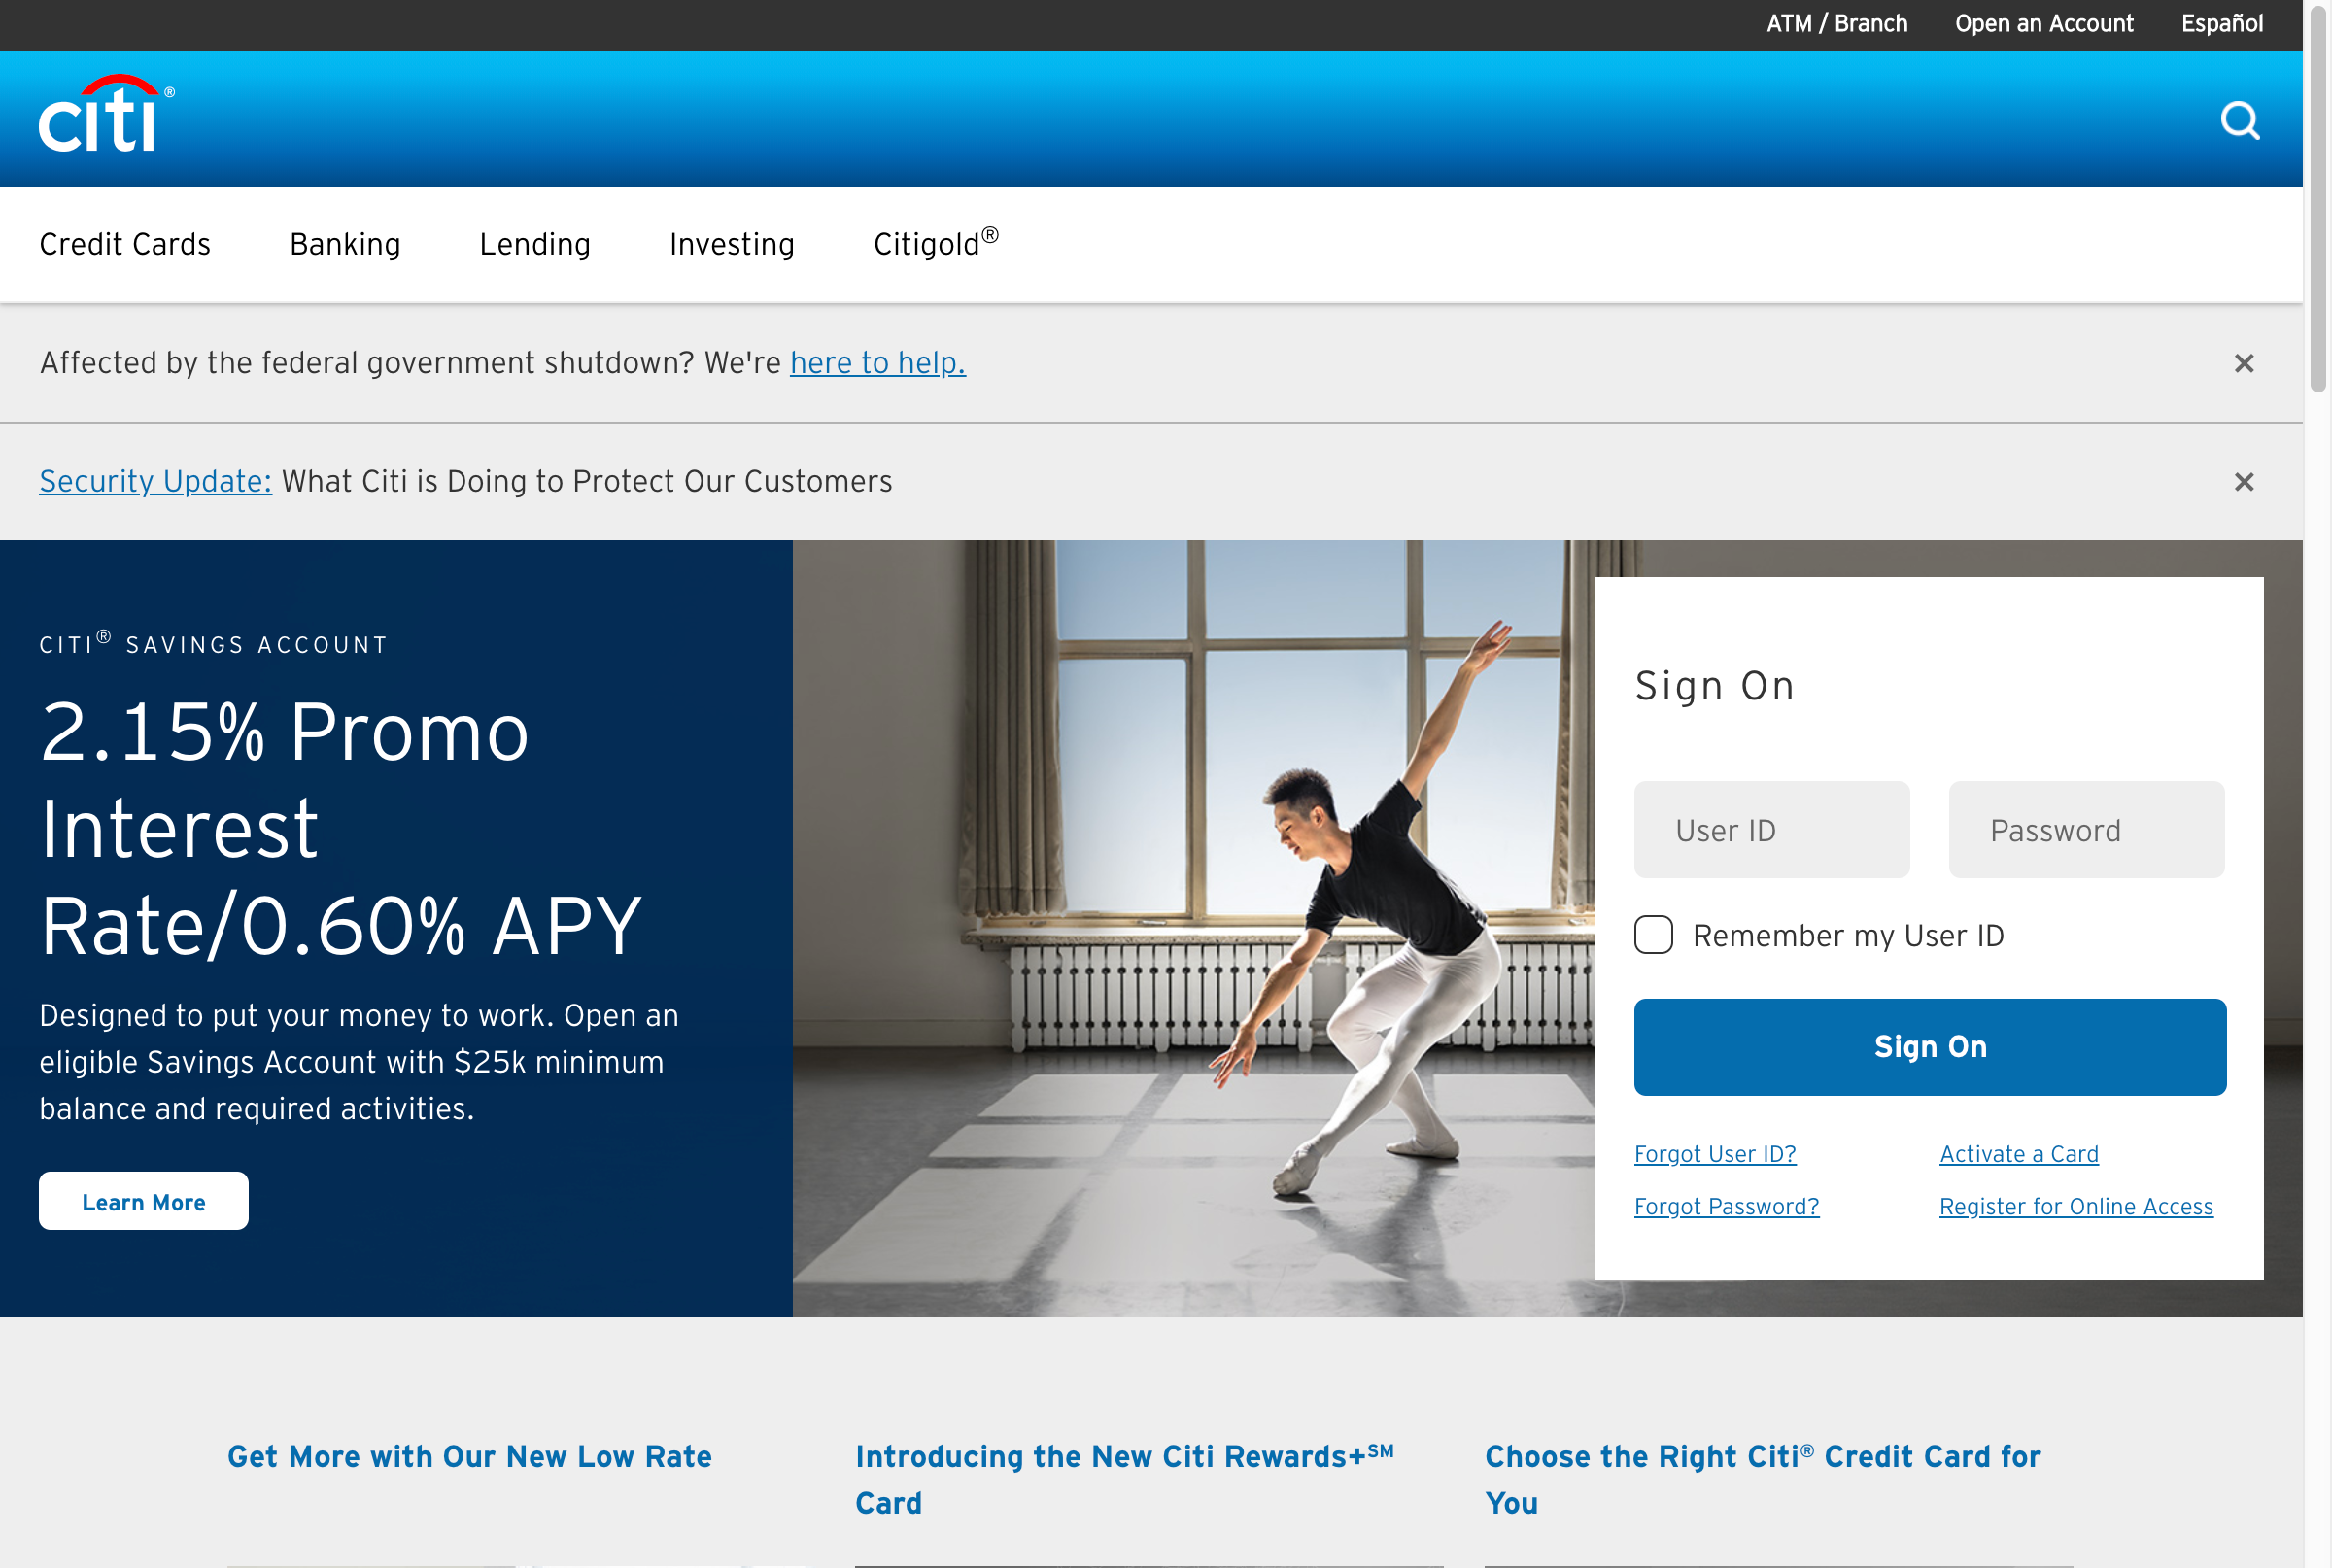 ATM / Branch
Open an Account
Español
citi®
Credit Cards
Banking
Lending
Investing
Citigold®
Affected by the federal government shutdown? We're here to help.
Security Update: What Citi is Doing to Protect Our Customers
CITI® SAVINGS ACCOUNT
2.15% Promo
Interest
Rate/0.60% APY
Designed to put your money to work. Open an
eligible Savings Account with $25k minimum
balance and required activities.
Learn More
Sign On
User ID
Password
Remember my User ID
Sign On
Forgot User ID?
Activate a Card
Forgot Password?
Register for Online Access
Get More with Our New Low Rate
Introducing the New Citi Rewards+℠
Card
Choose the Right Citi® Credit Card for
You